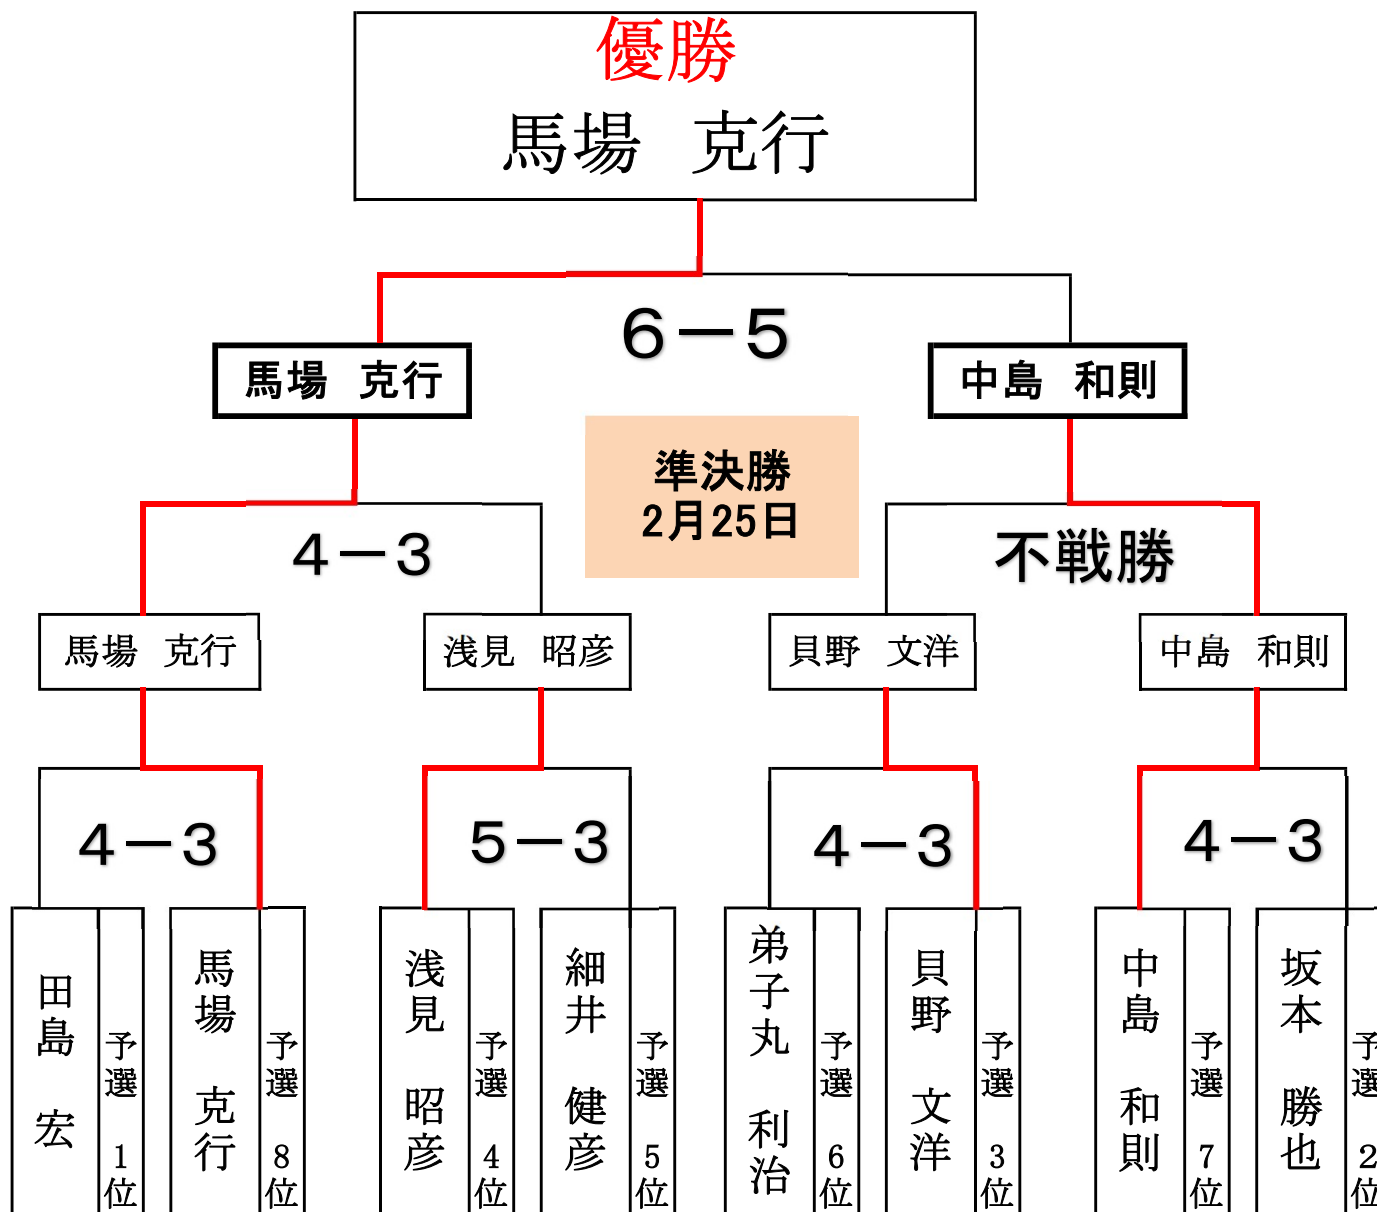 優勝
馬場　克行
６－５
馬場　克行
中島　和則
準決勝
2月25日
４－３
不戦勝
馬場　克行
浅見　昭彦
貝野　文洋
中島　和則
４－３
５－３
４－３
４－３
田島　宏
予選　1位
馬場　克行
予選　8位
浅見　昭彦
予選　4位
細井　健彦
予選　5位
弟子丸　利治
予選　6位
貝野　文洋
予選　3位
中島　和則
予選　7位
坂本　勝也
予選　2位